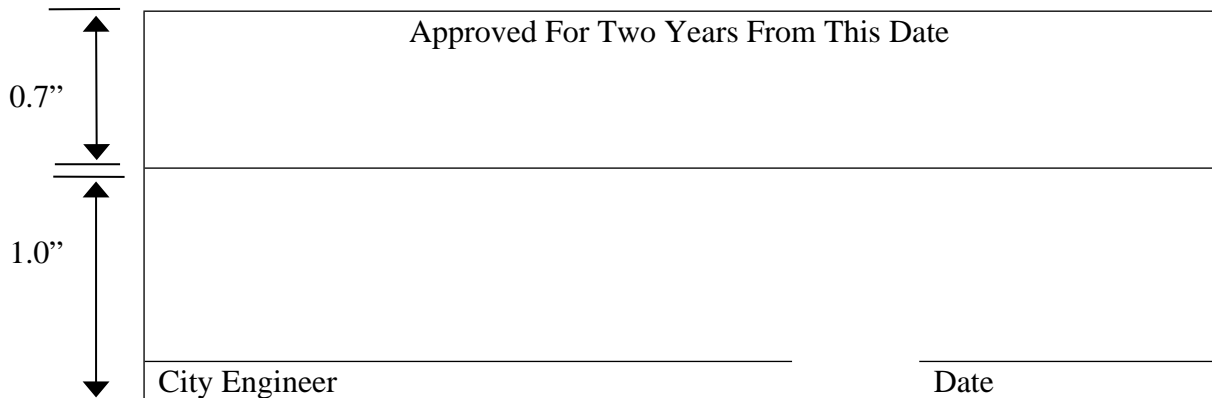 Approved For Two Years From This Date
0.7”
1.0”
City Engineer Date